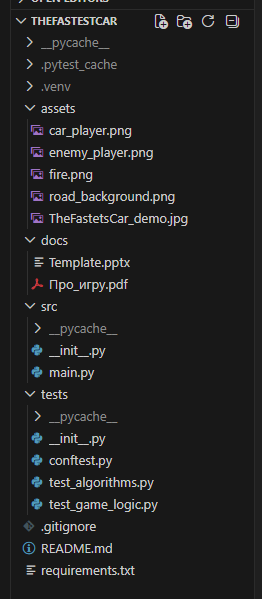 OPEN EDITORS
THEFASTESTCAR
__pycache__
.pytest_cache
.venv
assets
car_player.png
enemy_player.png
fire.png
road_background.png
TheFastetsCar_demo.jpg
docs
Template.pptx
Про_игру.pdf
src
__pycache__
__init__.py
main.py
tests
__pycache__
__init__.py
conftest.py
test_algorithms.py
test_game_logic.py
.gitignore
README.md
requirements.txt